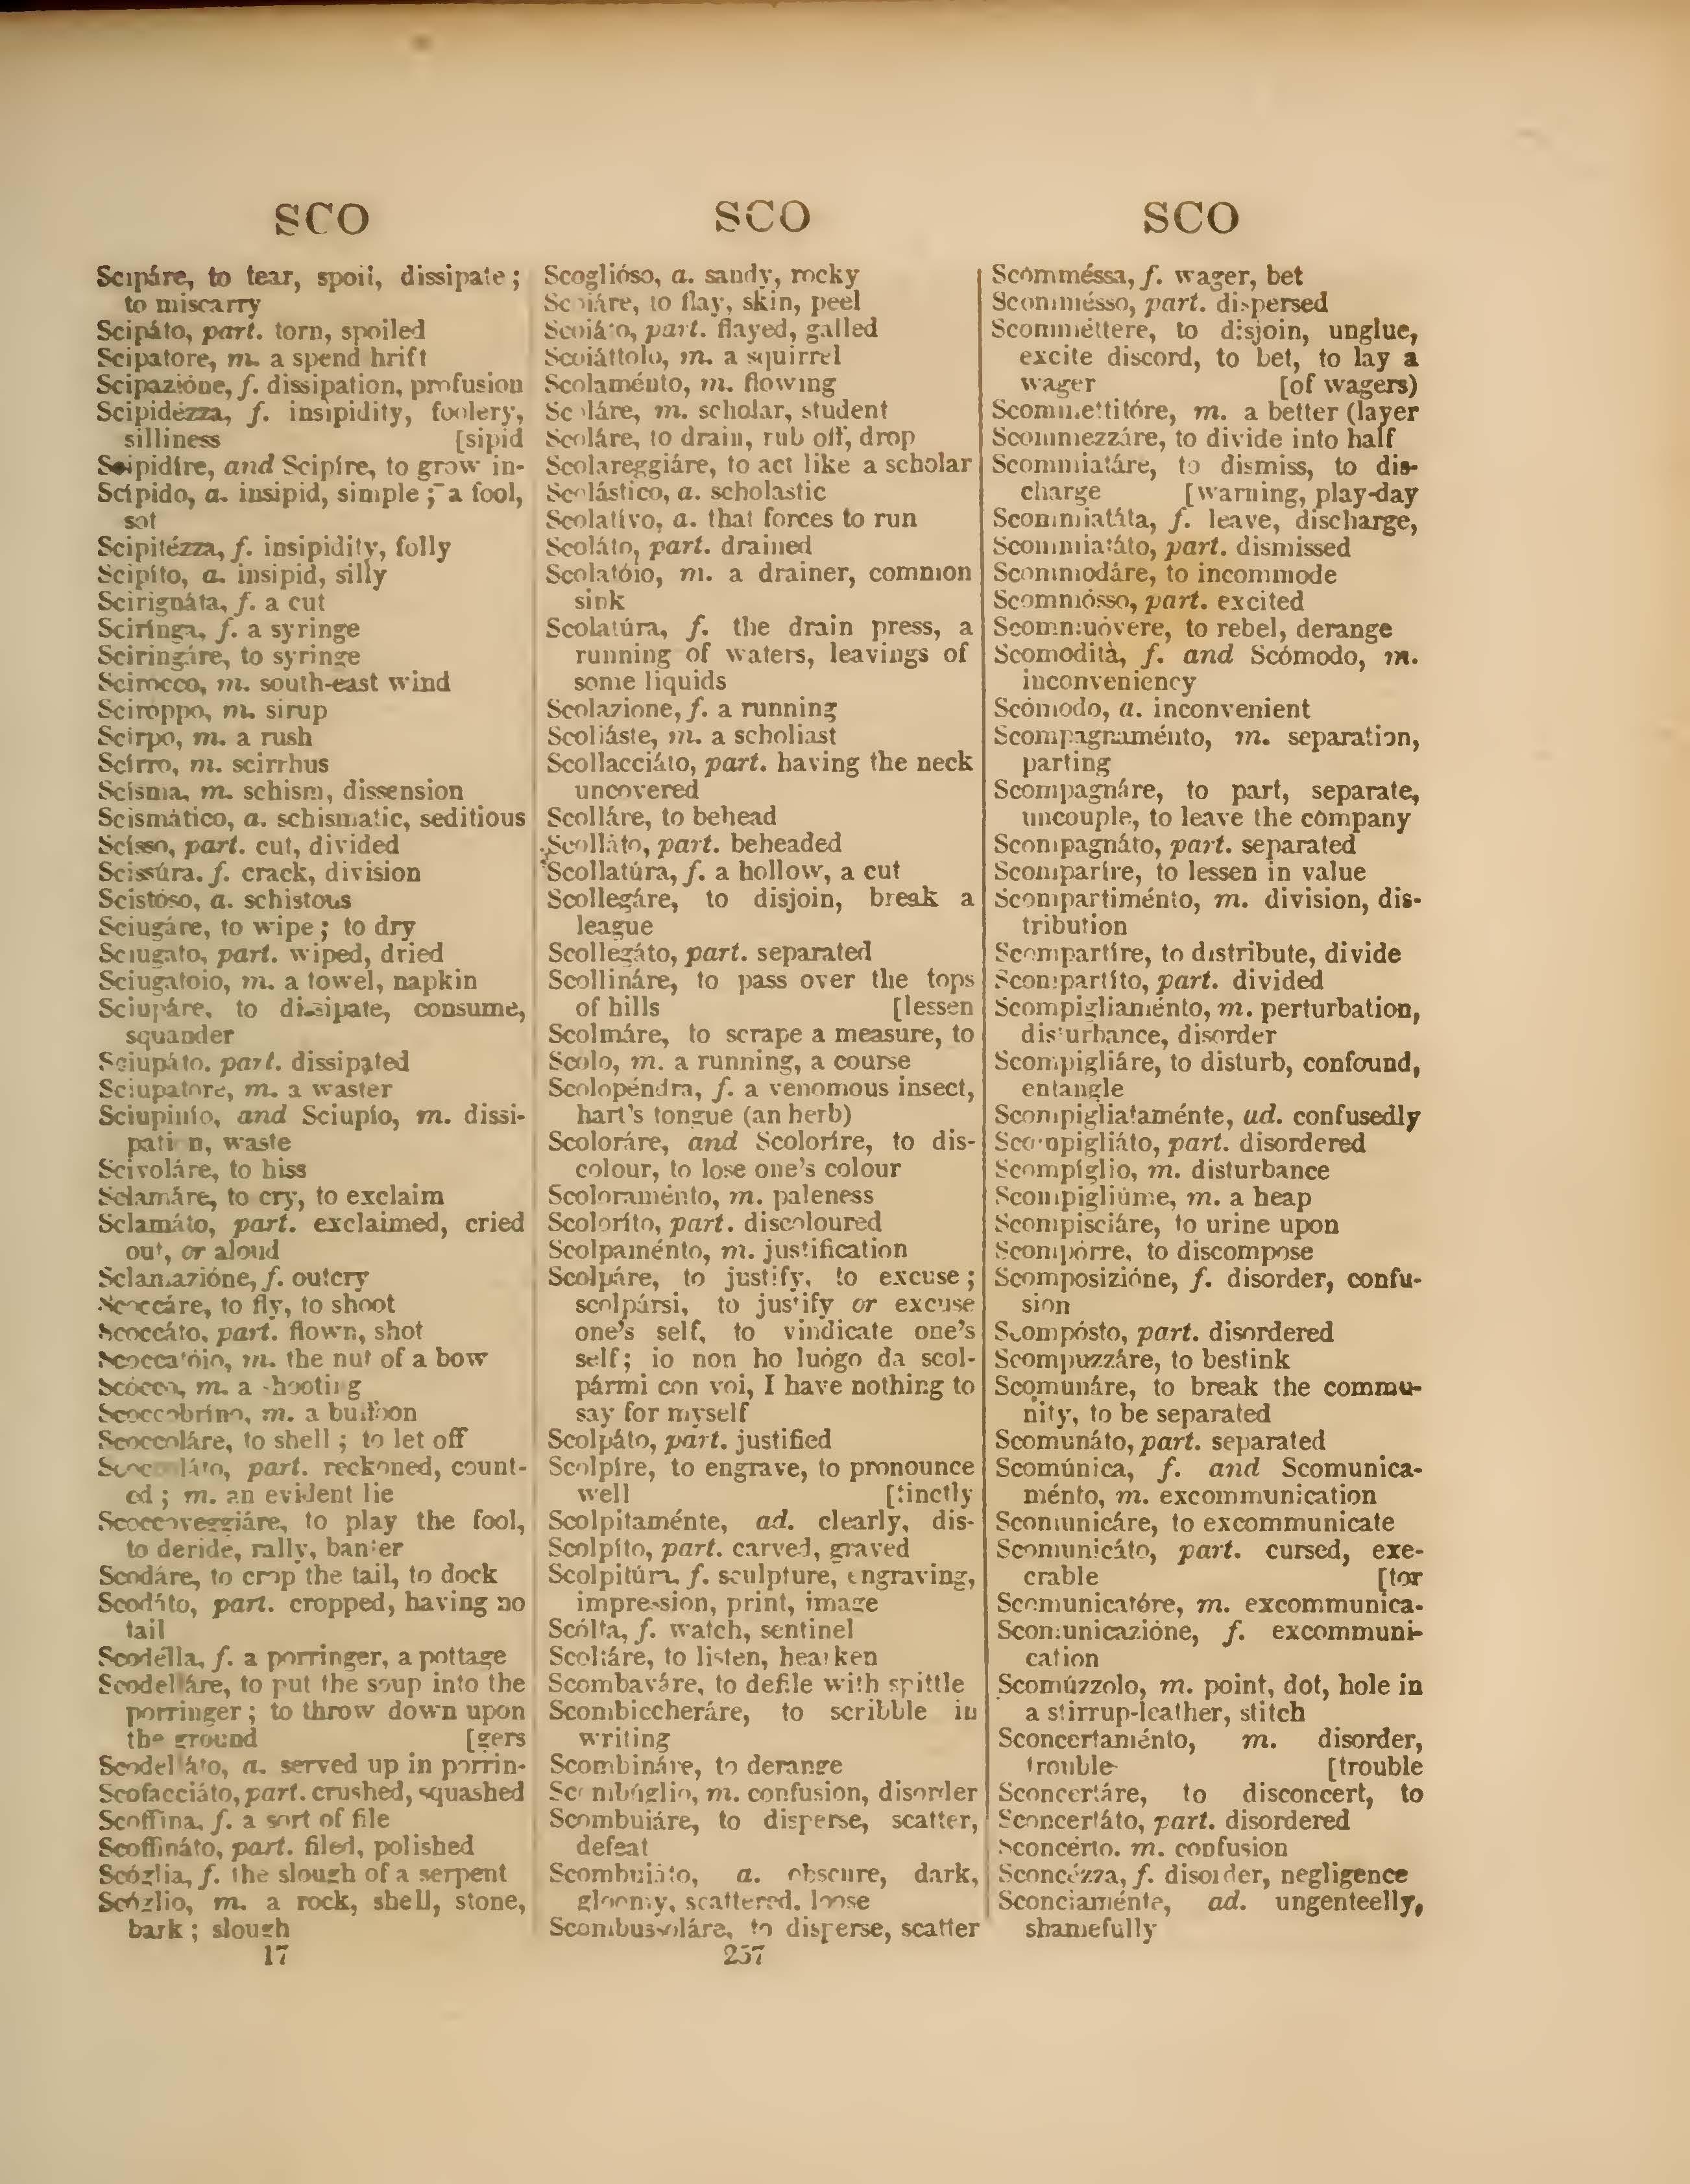 SCO
Scipáre, to tear, spoil, dissipate;
to miscarry
Scipáto, part. torn, spoiled
Scipatore, m. a spend hrift
Scipazióne, f. dissipation, profusion
Scipidézza, f. insipidity, foolery,
silliness [sipid
Scipidíre, and Scipíre, to grow in-
Scípido, a. insipid, simple; a fool,
sot
Scipitézza, f. insipidity, folly
Scipíto, a. insipid, silly
Scirignáta, f. a cut
Scirínga, f. a syringe
Sciringáre, to syringe
Scirocco, m. south-east wind
Sciroppo, m. sirup
Scirpo, m. a rush
Scírro, m. scirrhus
Scísma, m. schism, dissension
Scismático, a. schismatic, seditious
Scísso, part. cut, divided
Scissúra. f. crack, division
Scistóso, a. schistous
Sciugáre, to wipe; to dry
Sciugato, part. wiped, dried
Sciugatoio, m. a towel, napkin
Sciupáre, to dissipate, consume,
squander
Sciupáto. part. dissipated
Sciupatore, m. a waster
Sciupinío, and Sciupío, m. dissi-
pati n, waste
Scivoláre, to hiss
Sclamáre, to cry, to exclaim
Sclamáto, part. exclaimed, cried
out, or aloud
Sclamazióne, f. outcry
Scoccáre, to fly, to shoot
Scoccáto, part. flown, shot
Scoccatóio, m. the nut of a bow
Scócco, m. a shooting
Scoccobríno, m. a buffoon
Scoccoláre, to shell; to let off
Scoccoláto, part. reckoned, count-
ed; m. an evident lie
Scoccoveggiáre, to play the fool,
to deride, rally, banter
Scodáre, to crop the tail, to dock
Scodáto, part. cropped, having no
tail
Scodélla, f. a porringer, a pottage
Scodelláre, to put the soup into the
porringer; to throw down upon
the ground [gers
Scodelláto, a. served up in porrin-
Scofacciáto, part. crushed, squashed
Scoffina, f. a sort of file
Scoffináto, part. filed, polished
Scóglia, f. the slough of a serpent
Scóglio, m. a rock, shell, stone,
bark; slough
17
SCO
Scoglióso, a. sandy, rocky
Scoiáre, to flay, skin, peel
Scoiáto, part. flayed, galled
Scoiáttolo, m. a squirrel
Scolaménto, m. flowing
Scoláre, m. scholar, student
Scoláre, to drain, rub off, drop
Scolareggiáre, to act like a scholar
Scolástico, a. scholastic
Scolatívo, a. that forces to run
Scoláto, part. drained
Scolatóio, m. a drainer, common
sink
Scolatúra, f. the drain press, a
running of waters, leavings of
some liquids
Scolazione, f. a running
Scoliáste, m. a scholiast
Scollacciáto, part. having the neck
uncovered
Scolláre, to behead
Scolláto, part. beheaded
Scollatúra, f. a hollow, a cut
Scollegáre, to disjoin, break a
league
Scollegáto, part. separated
Scollináre, to pass over the tops
of hills [lessen
Scolmáre, to scrape a measure, to
Scolo, m. a running, a course
Scolopéndra, f. a venomous insect,
hart's tongue (an herb)
Scoloráre, and Scoloríre, to dis-
colour, to lose one's colour
Scoloraménto, m. paleness
Scoloríto, part. discoloured
Scolpaménto, m. justification
Scolpáre, to justify, to excuse;
scolpársi, to justify or excuse
one's self, to vindicate one's
self; io non ho luógo da scol-
pármi con voi, I have nothing to
say for myself
Scolpáto, part. justified
Scolpíre, to engrave, to pronounce
well [tinctly
Scolpitaménte, ad. clearly, dis-
Scolpíto, part. carved, graved
Scolpitúra, f. sculpture, engraving,
impression, print, image
Scólta, f. watch, sentinel
Scoltáre, to listen, hearken
Scombaváre, to defile with spittle
Scombiccheráre, to scribble in
writing
Scombináre, to derange
Scombúglio, m. confusion, disorder
Scombuiáre, to disperse, scatter,
defeat
Scombuiáto, a. obscure, dark,
gloomy, scattered, loose
Scombussoláre, to disperse, scatter
257
SCO
Scomméssa, f. wager, bet
Scommésso, part. dispersed
Scomméttere, to disjoin, unglue,
excite discord, to bet, to lay a
wager [of wagers)
Scommettitóre, m. a better (layer
Scommezzáre, to divide into half
Scommiatáre, to dismiss, to dis-
charge [warning, play-day
Scommiatáta, f. leave, discharge,
Scommiatáto, part. dismissed
Scommodáre, to incommode
Scommósso, part. excited
Scommuóvere, to rebel, derange
Scomodità, f. and Scómodo, m.
inconveniency
Scómodo, a. inconvenient
Scompagnaménto, m. separation,
parting
Scompagnáre, to part, separate,
uncouple, to leave the company
Scompagnáto, part. separated
Scomparíre, to lessen in value
Scompartiménto, m. division, dis-
tribution
Scompartíre, to distribute, divide
Scompartíto, part. divided
Scompigliaménto, m. perturbation,
disturbance, disorder
Scompigliáre, to disturb, confound,
entangle
Scompigliataménte, ad. confusedly
Scompigliáto, part. disordered
Scompíglio, m. disturbance
Scompigliúme, m. a heap
Scompisciáre, to urine upon
Scompórre, to discompose
Scomposizióne, f. disorder, confu-
sion
Scompósto, part. disordered
Scompuzzáre, to bestink
Scomunáre, to break the commu-
nity, to be separated
Scomunáto, part. separated
Scomúnica, f. and Scomunica-
ménto, m. excommunication
Scomunicáre, to excommunicate
Scomunicáto, part. cursed, exe-
crable [tor
Scomunicatóre, m. excommunica-
Scomunicazióne, f. excommuni-
cation
Scomúzzolo, m. point, dot, hole in
a stirrup-leather, stitch
Sconcertaménto, m. disorder,
trouble [trouble
Sconcertáre, to disconcert, to
Sconcertáto, part. disordered
Sconcérto. m. confusion
Sconcézza, f. disorder, negligence
Sconciaménte, ad. ungenteelly,
shamefully